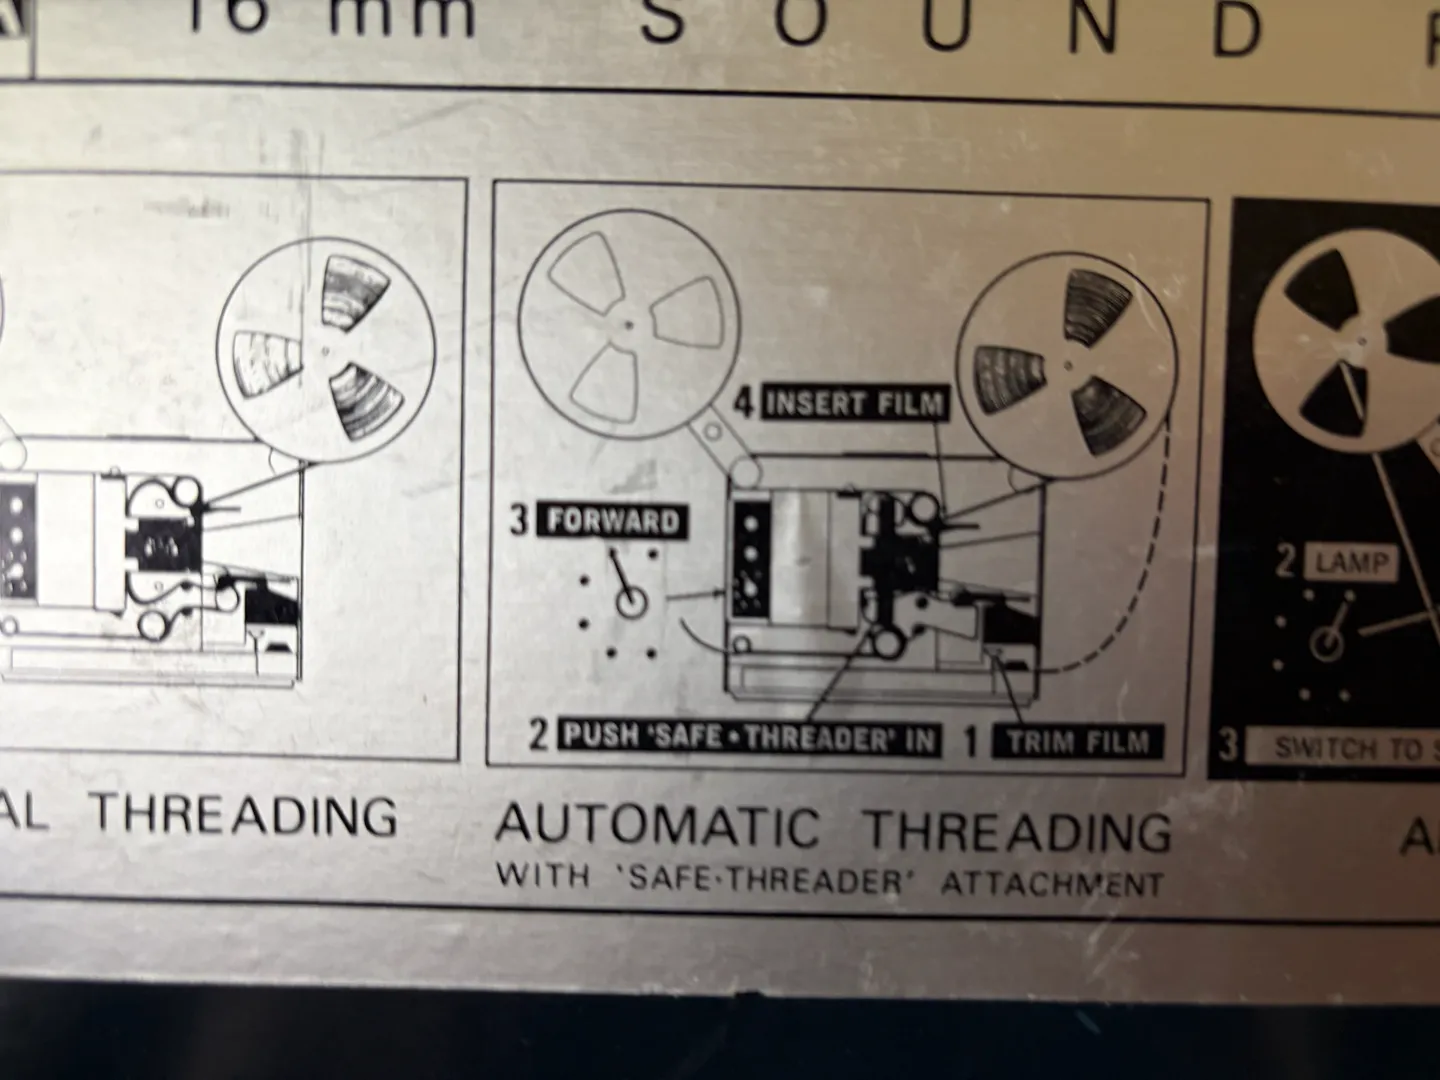 16 mm SOUND
4 INSERT FILM
3 FORWARD
2 PUSH 'SAFE·THREADER' IN
1 TRIM FILM
2 LAMP
3 SWITCH TO S
AL THREADING
AUTOMATIC THREADING
WITH 'SAFE·THREADER' ATTACHMENT